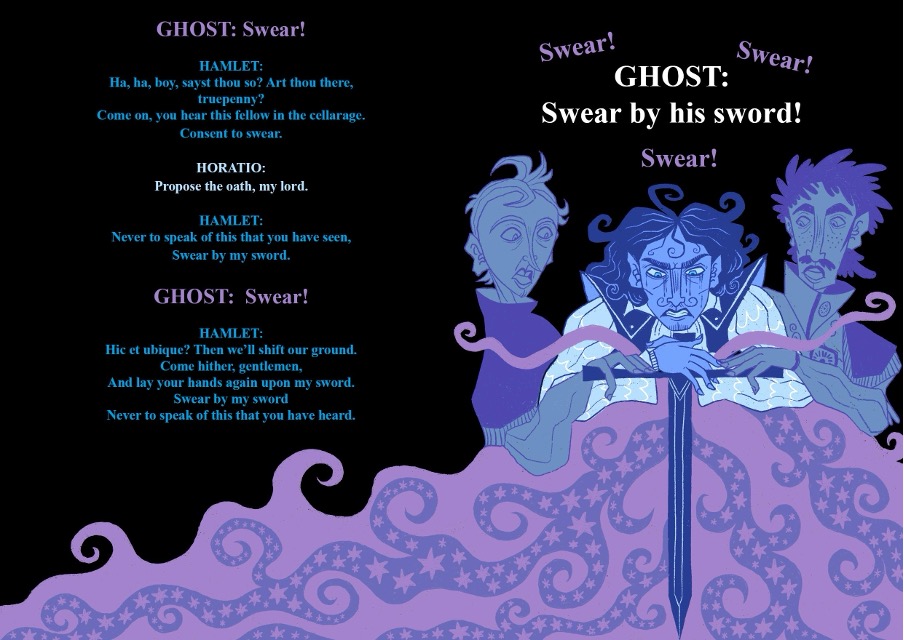 GHOST: Swear!
HAMLET:
Ha, ha, boy, sayst thou so? Art thou there,
truepenny?
Come on, you hear this fellow in the cellarage.
Consent to swear.
HORATIO:
Propose the oath, my lord.
HAMLET:
Never to speak of this that you have seen,
Swear by my sword.
GHOST: Swear!
HAMLET:
Hic et ubique? Then we’ll shift our ground.
Come hither, gentlemen,
And lay your hands again upon my sword.
Swear by my sword
Never to speak of this that you have heard.
Swear!
Swear!
GHOST:
Swear by his sword!
Swear!